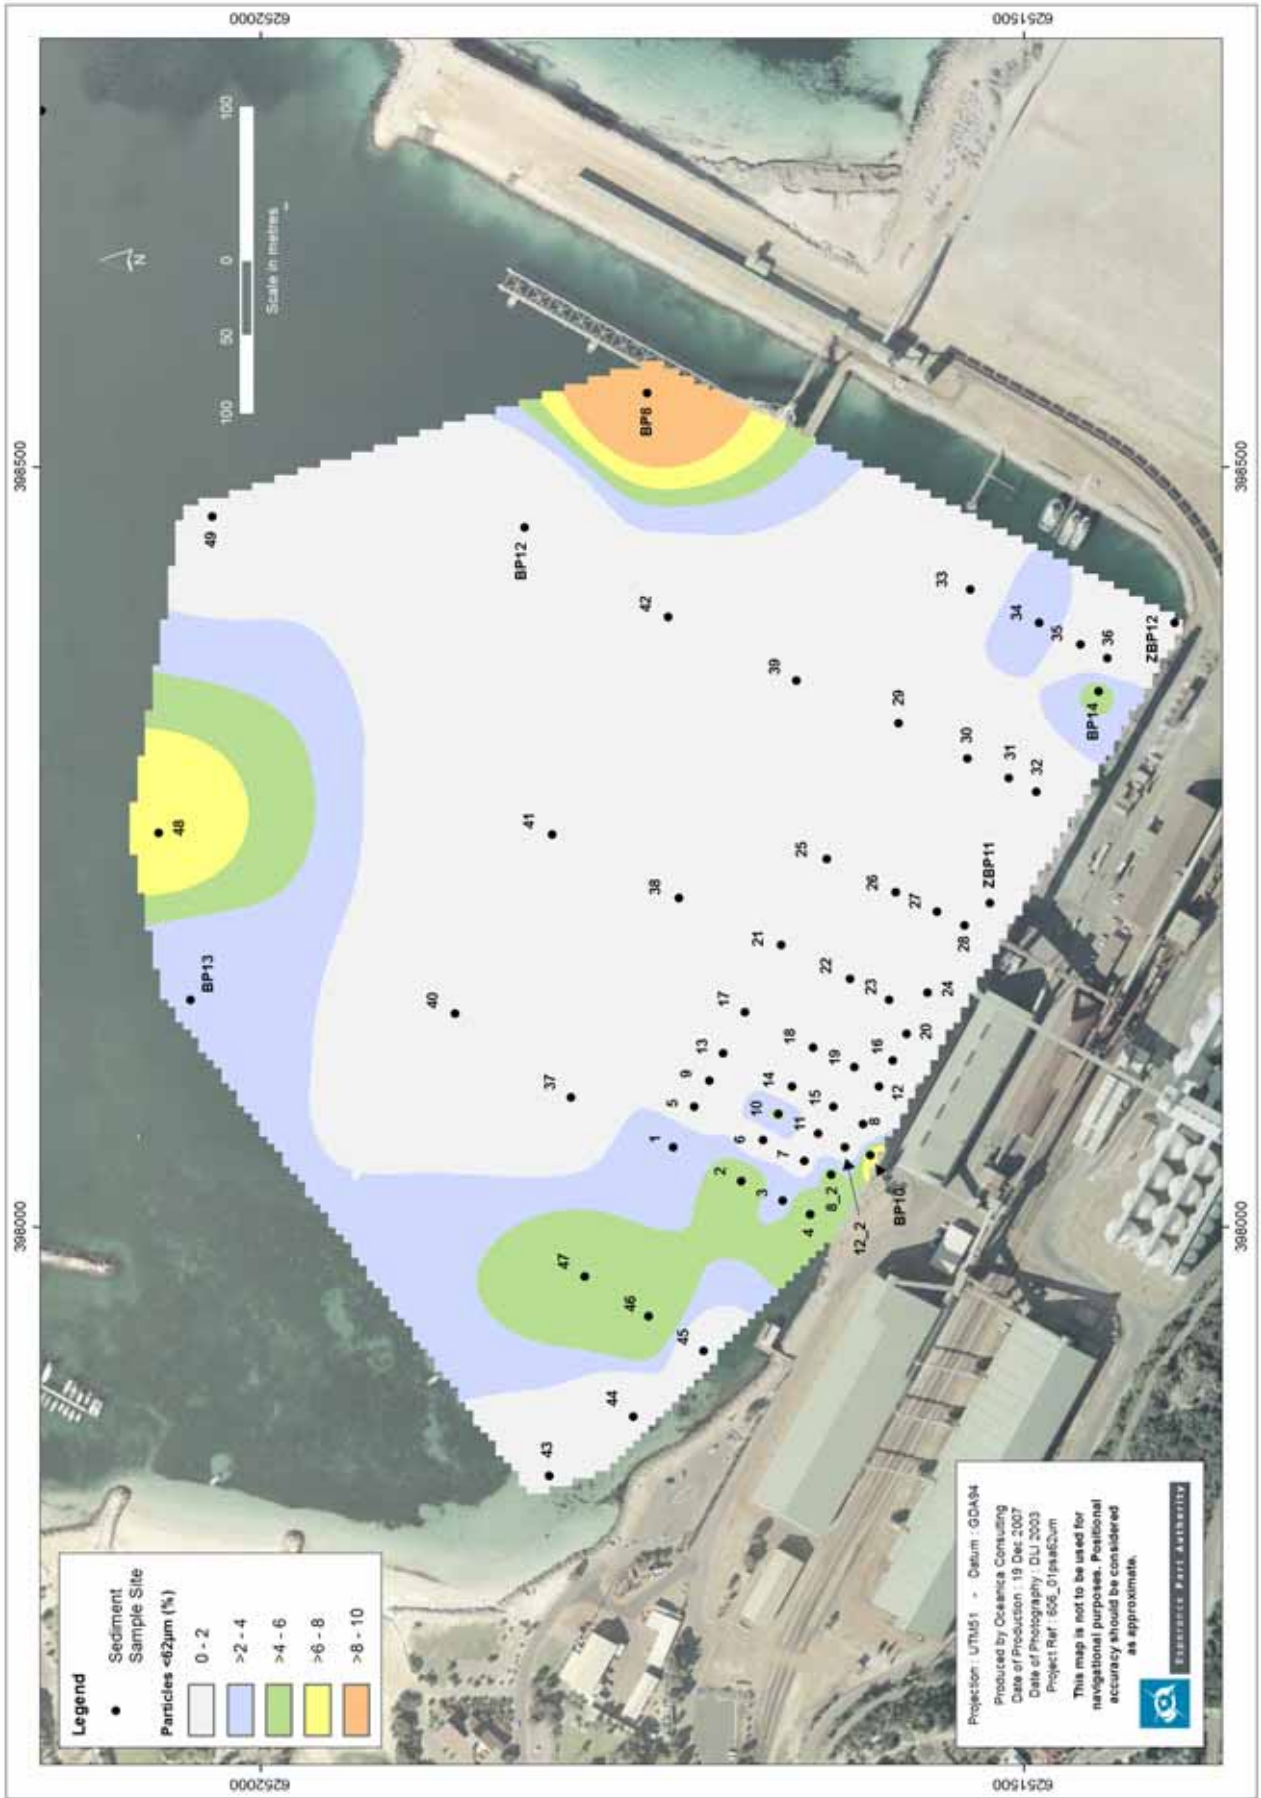 Legend
Sediment
Sample Site
Particles <62µm (%)
0 - 2
>2 - 4
>4 - 6
>6 - 8
>8 - 10
398000
398500
6252000
6251500
6252000
6251500
398000
398500
N
100
50
0
100
Scale in metres
49
48
BP13
BP12
BP8
42
41
40
39
38
37
33
34
35
36
ZBP12
BP14
29
30
31
32
25
26
27
28
ZBP11
21
22
23
24
17
18
19
20
13
14
15
16
9
10
11
12
5
6
7
8
1
2
3
4
8_2
12_2
BP10
47
46
45
44
43
Projection : UTM51 - Datum : GDA94
Produced by Oceanica Consulting
Date of Production : 19 Dec 2007
Date of Photography : DLI 2003
Project Ref : 606_01psa62um
This map is not to be used for
navigational purposes. Positional
accuracy should be considered
as approximate.
Esperance Port Authority